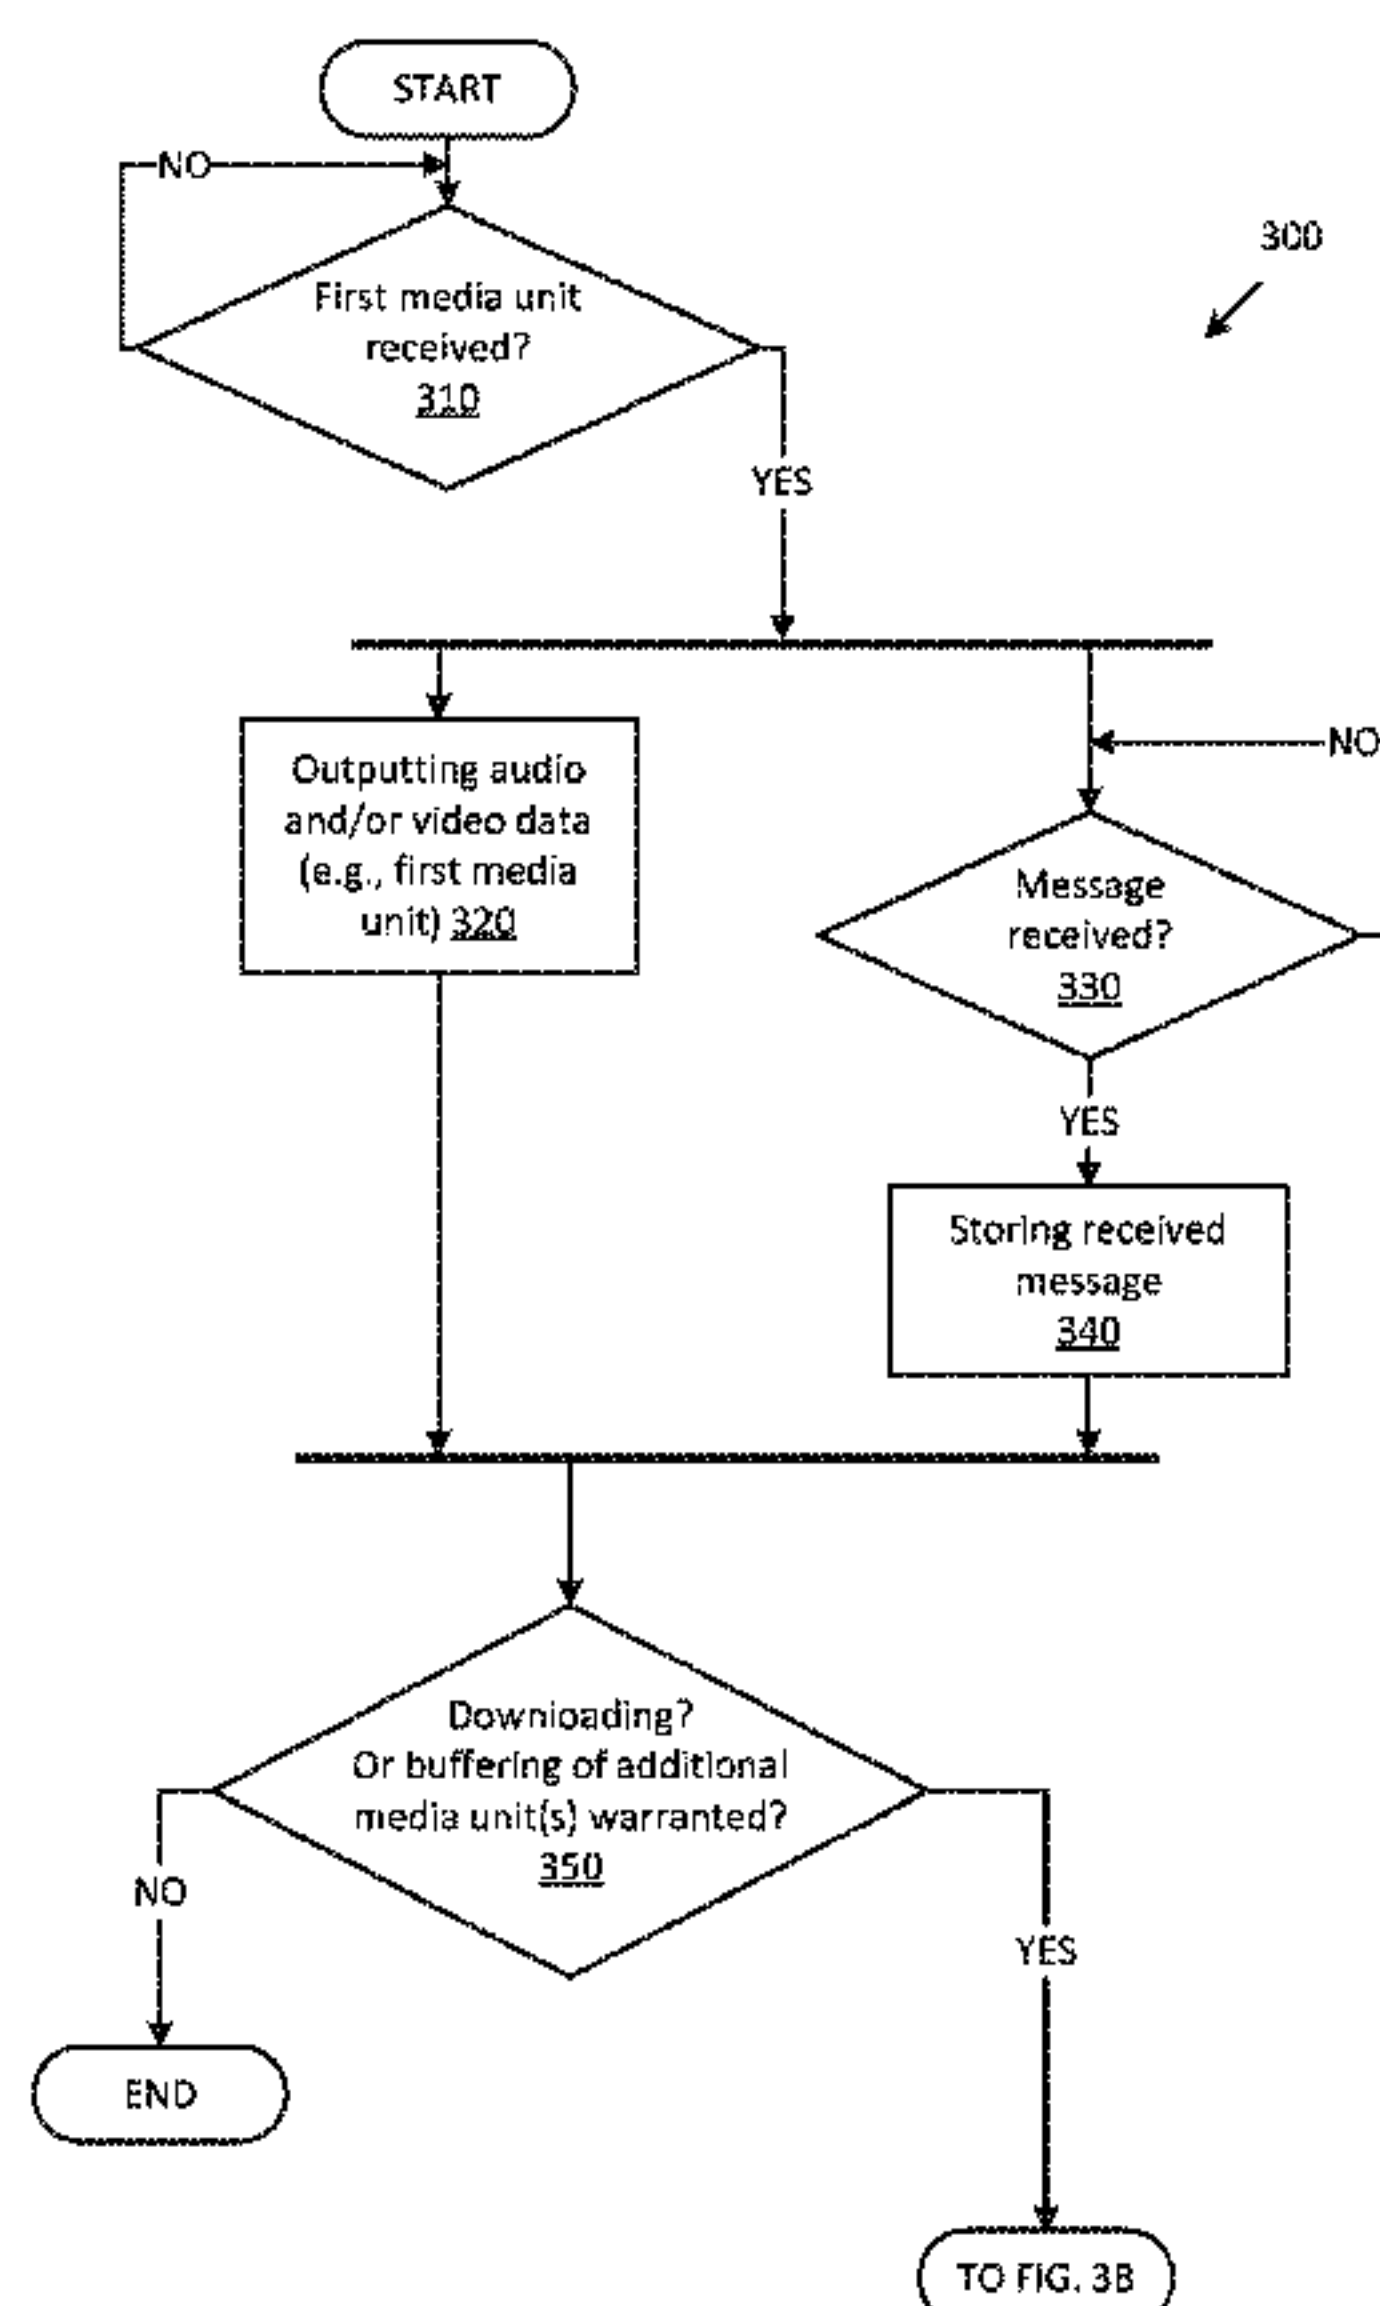 START
NO
300
First media unit
received?
310
YES
Outputting audio
and/or video data
(e.g., first media
unit) 320
NO
Message
received?
330
YES
Storing received
message
340
Downloading?
Or buffering of additional
media unit(s) warranted?
350
NO
YES
END
TO FIG. 3B